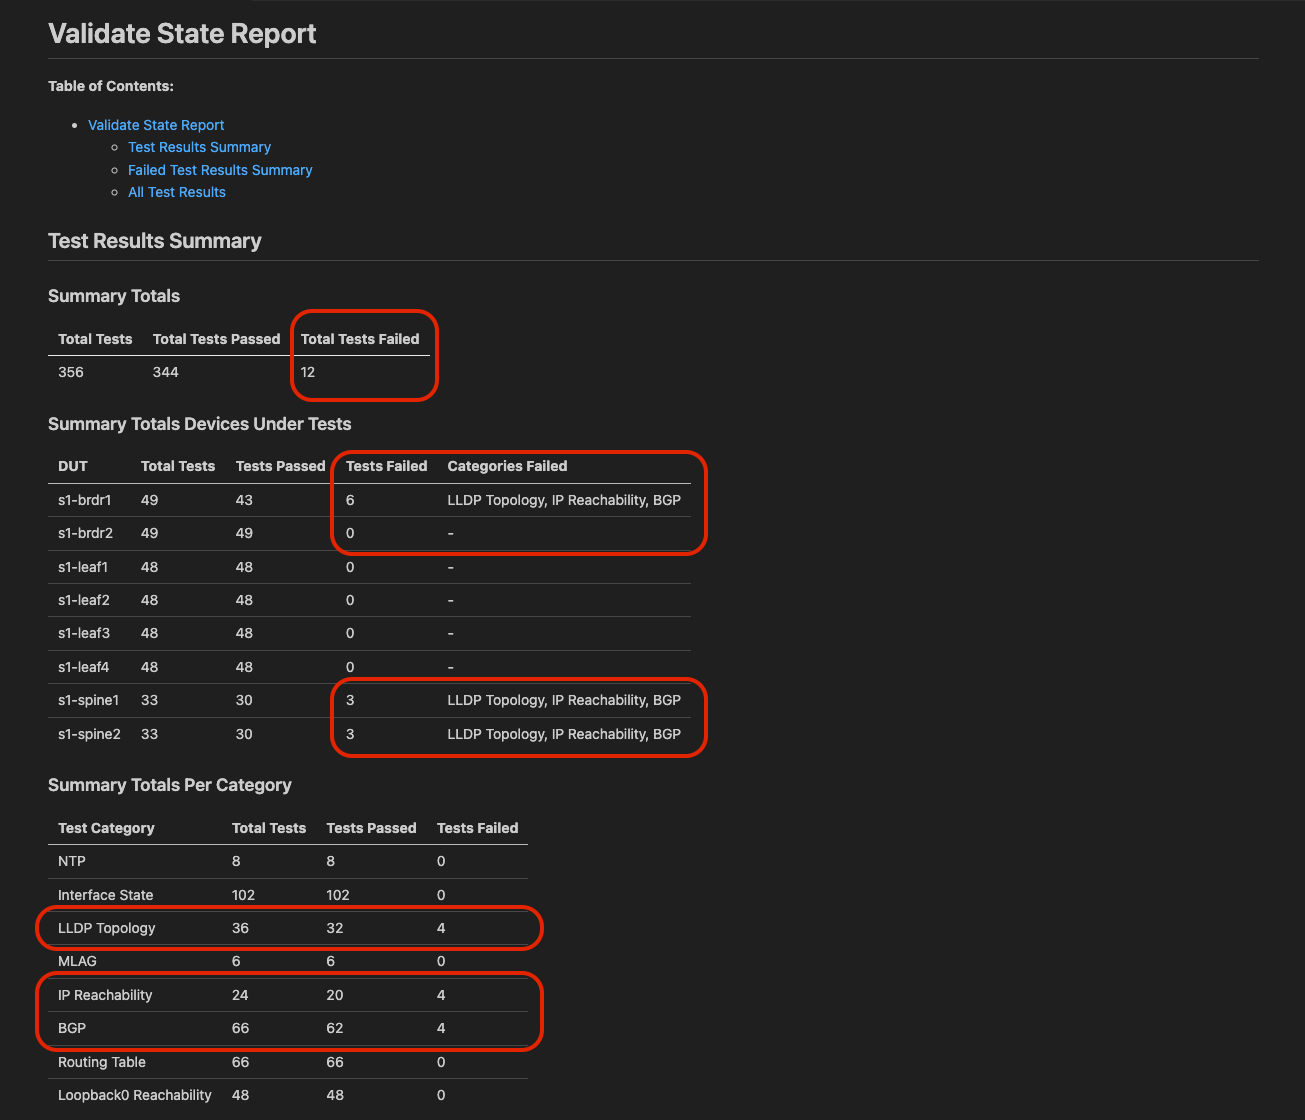 Validate State Report
Table of Contents:
Validate State Report
Test Results Summary
Failed Test Results Summary
All Test Results
Test Results Summary
Summary Totals
Total Tests Total Tests Passed Total Tests Failed
356 344 12
Summary Totals Devices Under Tests
DUT Total Tests Tests Passed Tests Failed Categories Failed
s1-brdr1 49 43 6 LLDP Topology, IP Reachability, BGP
s1-brdr2 49 49 0 -
s1-leaf1 48 48 0 -
s1-leaf2 48 48 0 -
s1-leaf3 48 48 0 -
s1-leaf4 48 48 0 -
s1-spine1 33 30 3 LLDP Topology, IP Reachability, BGP
s1-spine2 33 30 3 LLDP Topology, IP Reachability, BGP
Summary Totals Per Category
Test Category Total Tests Tests Passed Tests Failed
NTP 8 8 0
Interface State 102 102 0
LLDP Topology 36 32 4
MLAG 6 6 0
IP Reachability 24 20 4
BGP 66 62 4
Routing Table 66 66 0
Loopback0 Reachability 48 48 0